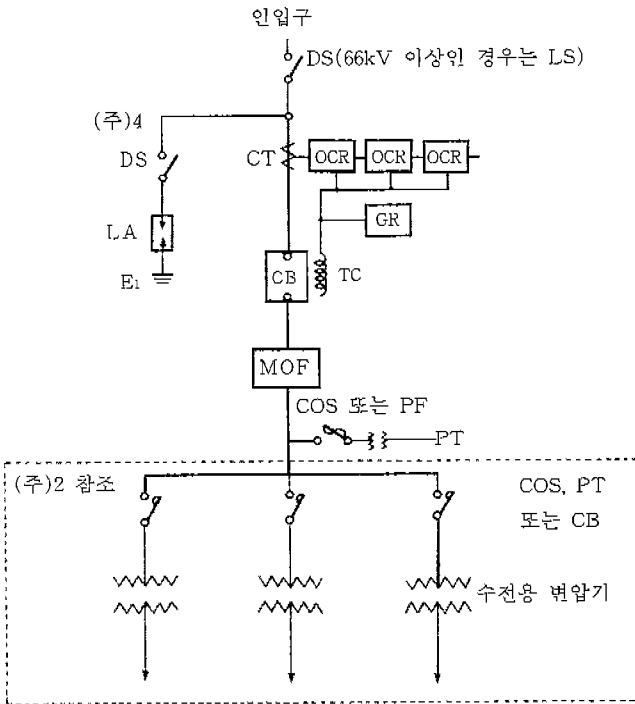 인입구
DS(66kV 이상인 경우는 LS)
(주)4
DS
CT
OCR
OCR
OCR
LA
GR
E1
CB
TC
MOF
COS 또는 PF
PT
(주)2 참조
COS, PT
또는 CB
수전용 변압기